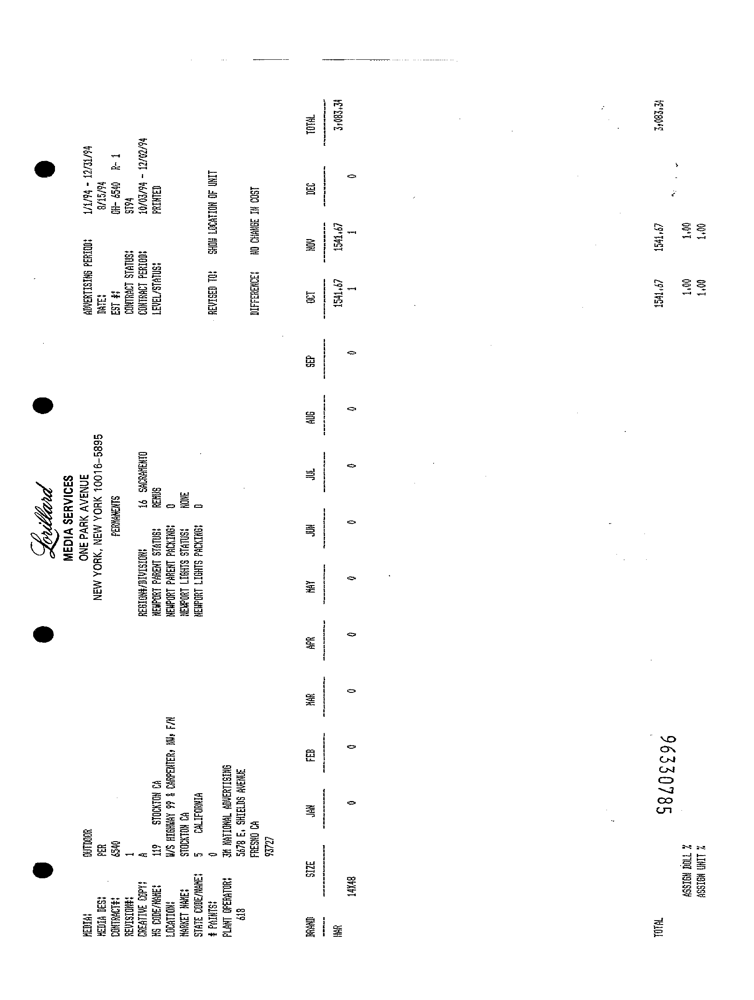 Lorillard
MEDIA SERVICES
ONE PARK AVENUE
NEW YORK, NEW YORK 10016-5895
PERMANENTS
MEDIA: OUTDOOR
MEDIA DES: PER
CONTRACT#: 6540
REVISION#: 1
CREATIVE COPY: A
MS CODE/NAME: 119 STOCKTON CA
LOCATION: W/S HIGHWAY 99 & CARPENTER, NW, F/N
MARKET NAME: STOCKTON CA
STATE CODE/NAME: 5 CALIFORNIA
# PAINTS: 0
PLANT OPERATOR: 3M NATIONAL ADVERTISING
618 5678 E. SHIELDS AVENUE
FRESNO CA
93727
REGION#/DIVISION: 16 SACRAMENTO
NEWPORT PARENT STATUS: REMUS
NEWPORT PARENT PACKING: 0
NEWPORT LIGHTS STATUS: NONE
NEWPORT LIGHTS PACKING: 0
ADVERTISING PERIOD: 1/1/94 - 12/31/94
DATE: 8/15/94
EST #: OH- 6540 R- 1
CONTRACT STATUS: ST94
CONTRACT PERIOD: 10/03/94 - 12/02/94
LEVEL/STATUS: PRINTED
REVISED TO: SHOW LOCATION OF UNIT
DIFFERENCE: NO CHANGE IN COST
BRAND SIZE JAN FEB MAR APR MAY JUN JUL AUG SEP OCT NOV DEC TOTAL
HAR 1541.67 1541.67 3,083.34
14X48 0 0 0 0 0 0 0 0 0 1 1 0
TOTAL 1541.67 1541.67 3,083.34
ASSIGN DOLL % 1.00 1.00
ASSIGN UNIT % 1.00 1.00
96330785